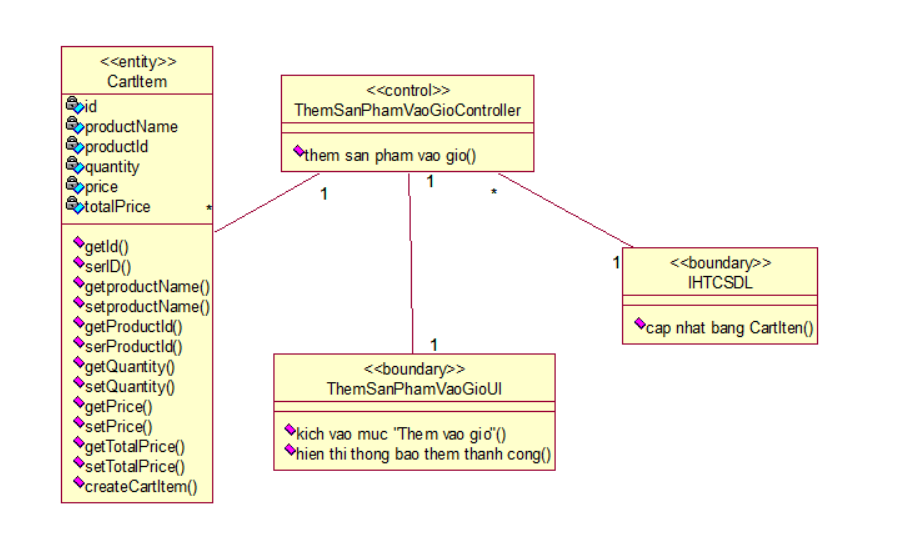 <<entity>>
CartItem
id
productName
productId
quantity
price
totalPrice
*
getId()
serID()
getproductName()
setproductName()
getProductId()
serProductId()
getQuantity()
setQuantity()
getPrice()
setPrice()
getTotalPrice()
setTotalPrice()
createCartItem()
<<control>>
ThemSanPhamVaoGioController
them san pham vao gio()
1
1
*
1
<<boundary>>
IHTCSDL
cap nhat bang CartIten()
1
<<boundary>>
ThemSanPhamVaoGioUI
kich vao muc "Them vao gio"()
hien thi thong bao them thanh cong()